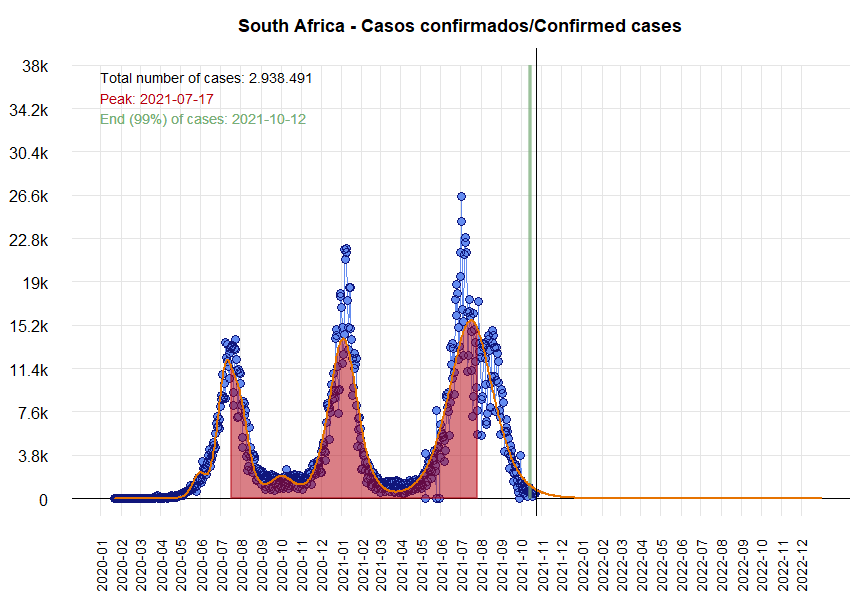 South Africa - Casos confirmados/Confirmed cases
38k
34.2k
30.4k
26.6k
22.8k
19k
15.2k
11.4k
7.6k
3.8k
0
Total number of cases: 2.938.491
Peak: 2021-07-17
End (99%) of cases: 2021-10-12
2020-01
2020-02
2020-03
2020-04
2020-05
2020-06
2020-07
2020-08
2020-09
2020-10
2020-12
2021-01
2021-02
2021-03
2021-04
2021-05
2021-06
2021-07
2021-08
2021-09
2021-10
2021-11
2021-12
2022-02
2022-03
2022-04
2022-05
2022-06
2022-07
2022-08
2022-09
2022-10
2022-11
2022-12